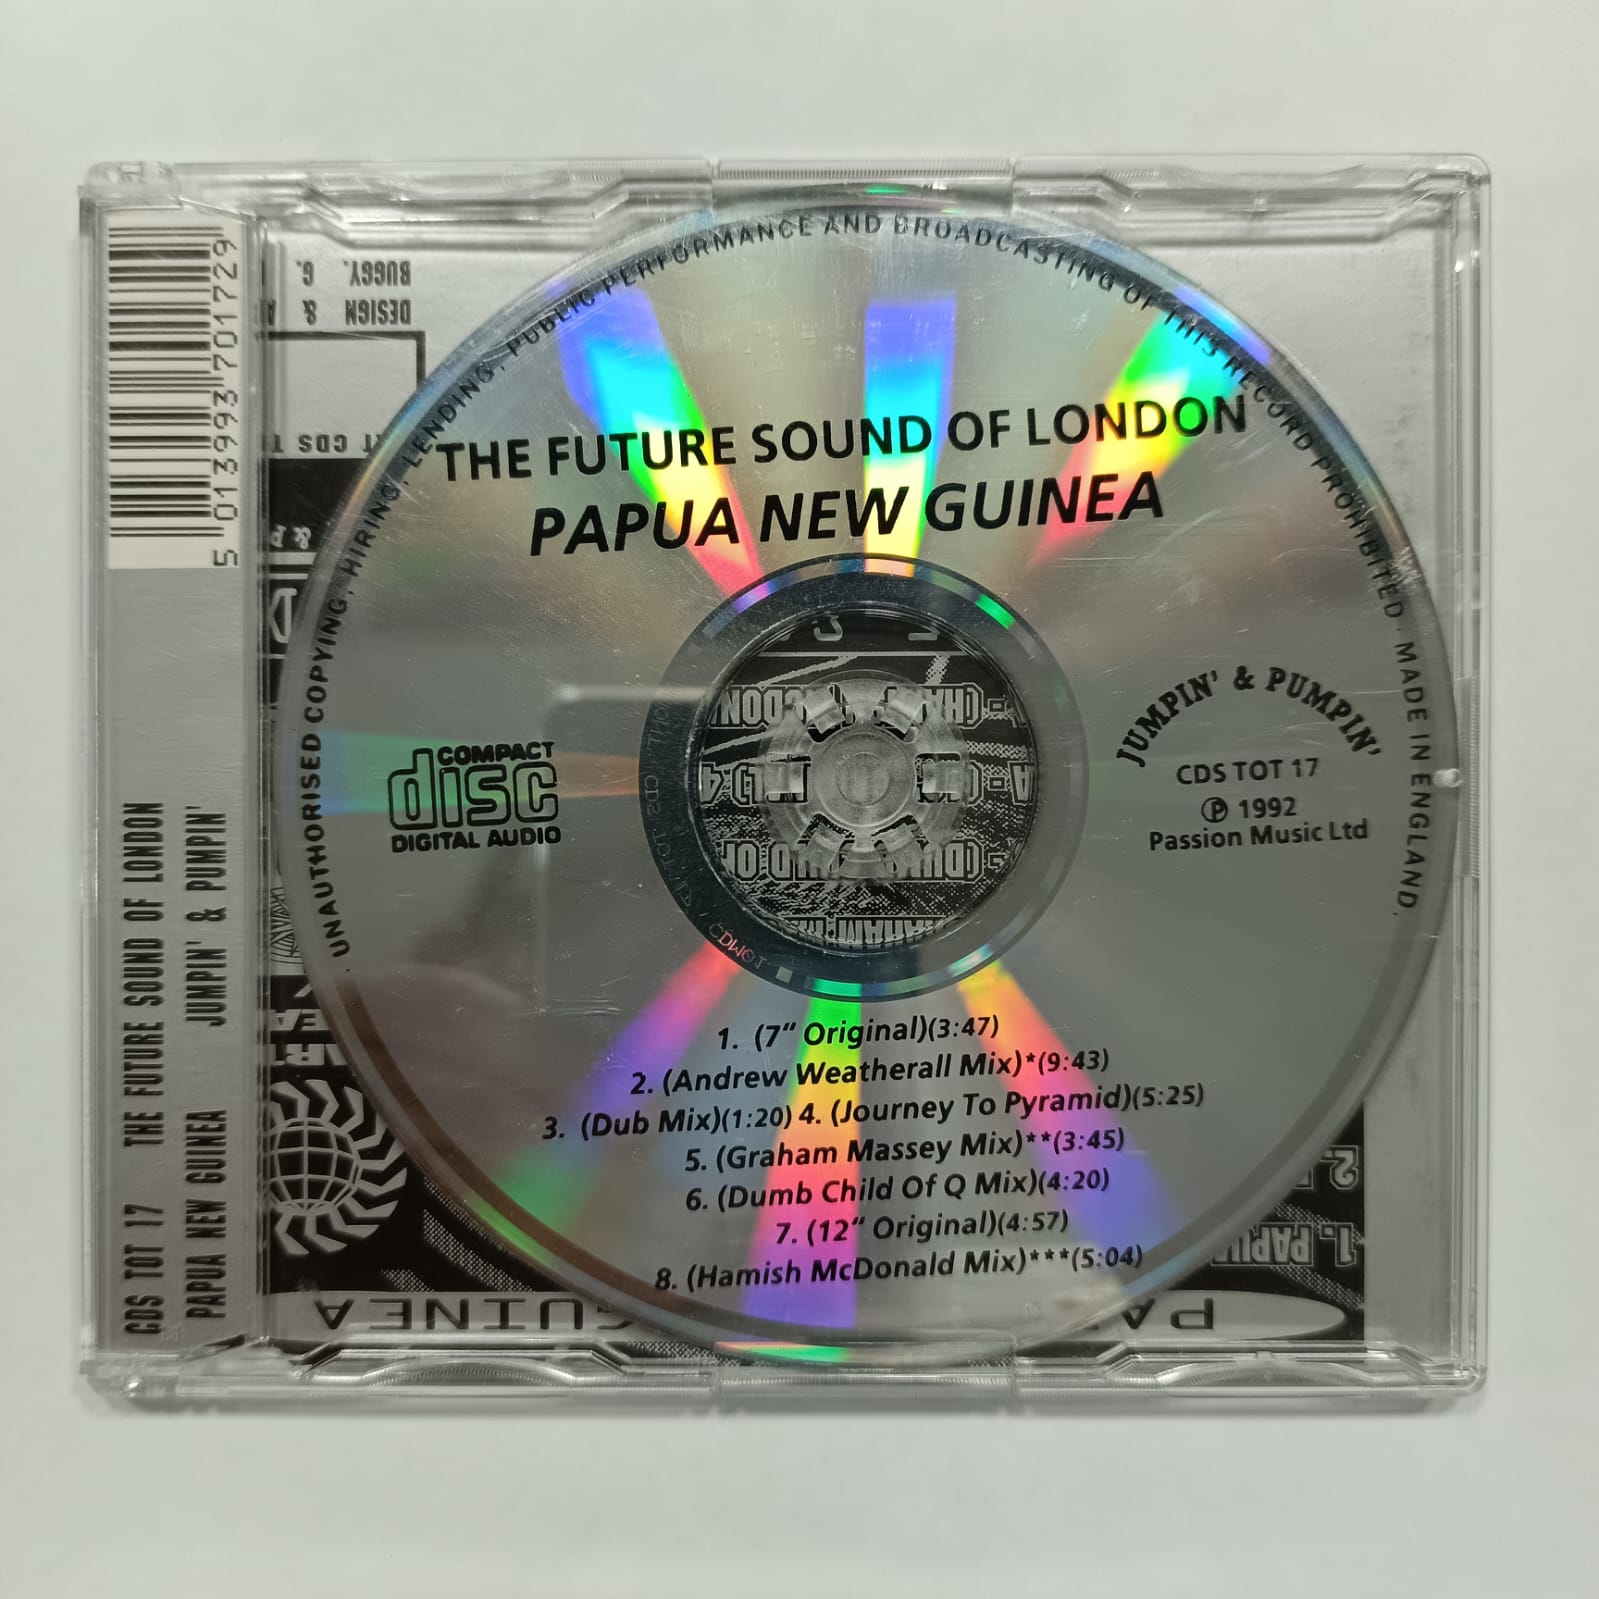 UNAUTHORISED COPYING, HIRING, LENDING, PUBLIC PERFORMANCE AND BROADCASTING OF THIS RECORD PROHIBITED · MADE IN ENGLAND.
THE FUTURE SOUND OF LONDON
PAPUA NEW GUINEA
COMPACT
disc
DIGITAL AUDIO
JUMPIN' & PUMPIN'
CDS TOT 17
℗ 1992
Passion Music Ltd
1. (7" Original)(3:47)
2. (Andrew Weatherall Mix)*(9:43)
3. (Dub Mix)(1:20) 4. (Journey To Pyramid)(5:25)
5. (Graham Massey Mix)**(3:45)
6. (Dumb Child Of Q Mix)(4:20)
7. (12" Original)(4:57)
8. (Hamish McDonald Mix)***(5:04)
CDS TOT 17 THE FUTURE SOUND OF LONDON
PAPUA NEW GUINEA JUMPIN' & PUMPIN'
5 013993 701729
DESIGN &
BUGGY. G.
CDS
GUINEA
1. PAPU
2.